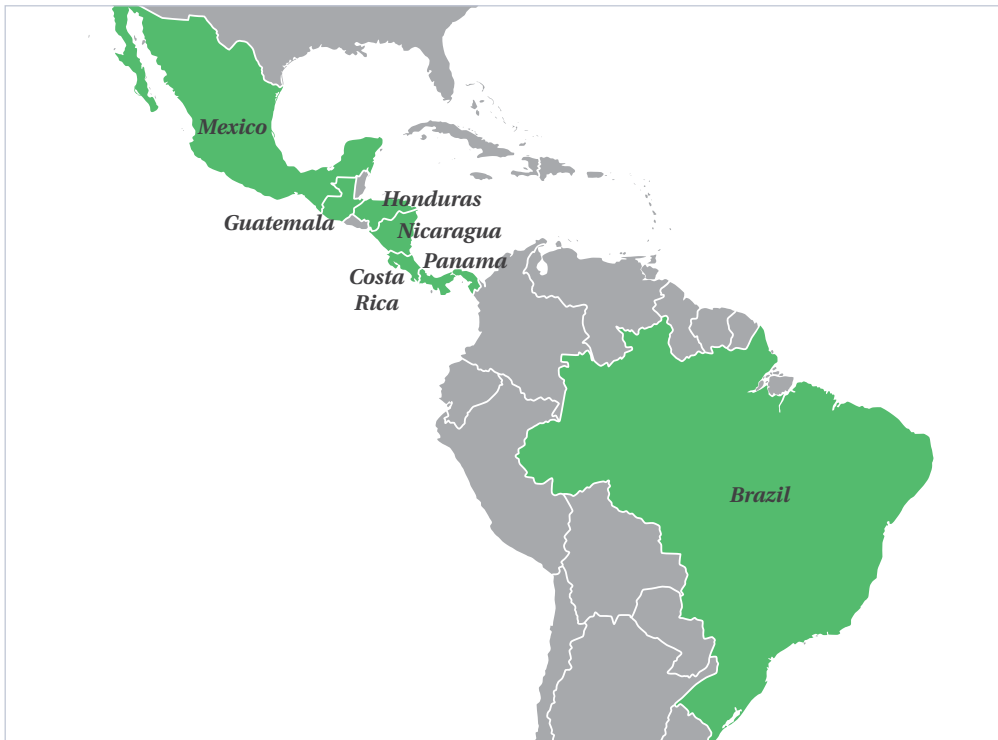 Mexico
Honduras
Guatemala
Nicaragua
Panama
Costa
Rica
Brazil